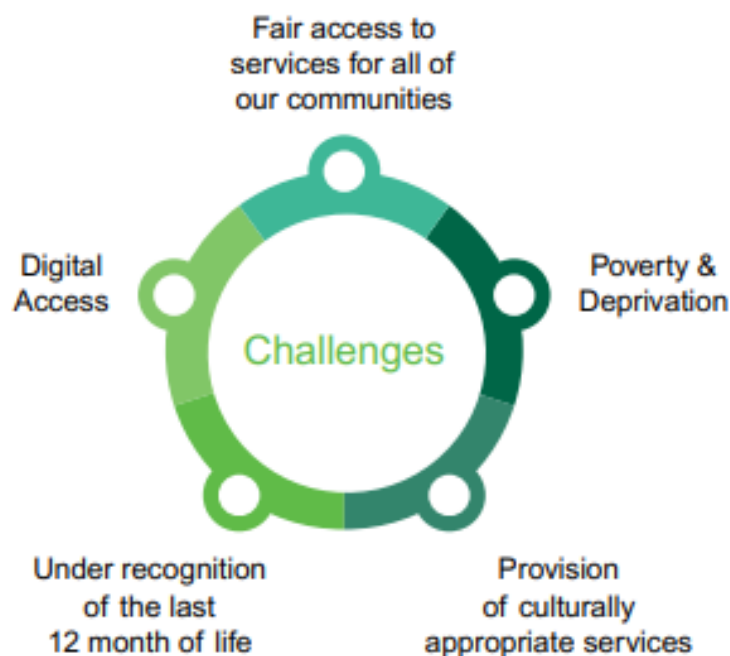 Fair access to
services for all of
our communities
Digital
Access
Poverty &
Deprivation
Challenges
Under recognition
of the last
12 month of life
Provision
of culturally
appropriate services